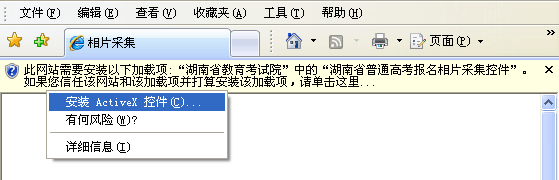 文件(F) 编辑(E) 查看(V) 收藏夹(A) 工具(T) 帮助(H)
相片采集 页面(P)
此网站需要安装以下加载项:“湖南省教育考试院”中的“湖南省普通高考报名相片采集控件”。
如果您信任该网站和该加载项并打算安装该加载项，请单击这里...
安装 ActiveX 控件(C)...
有何风险(W)?
详细信息(I)